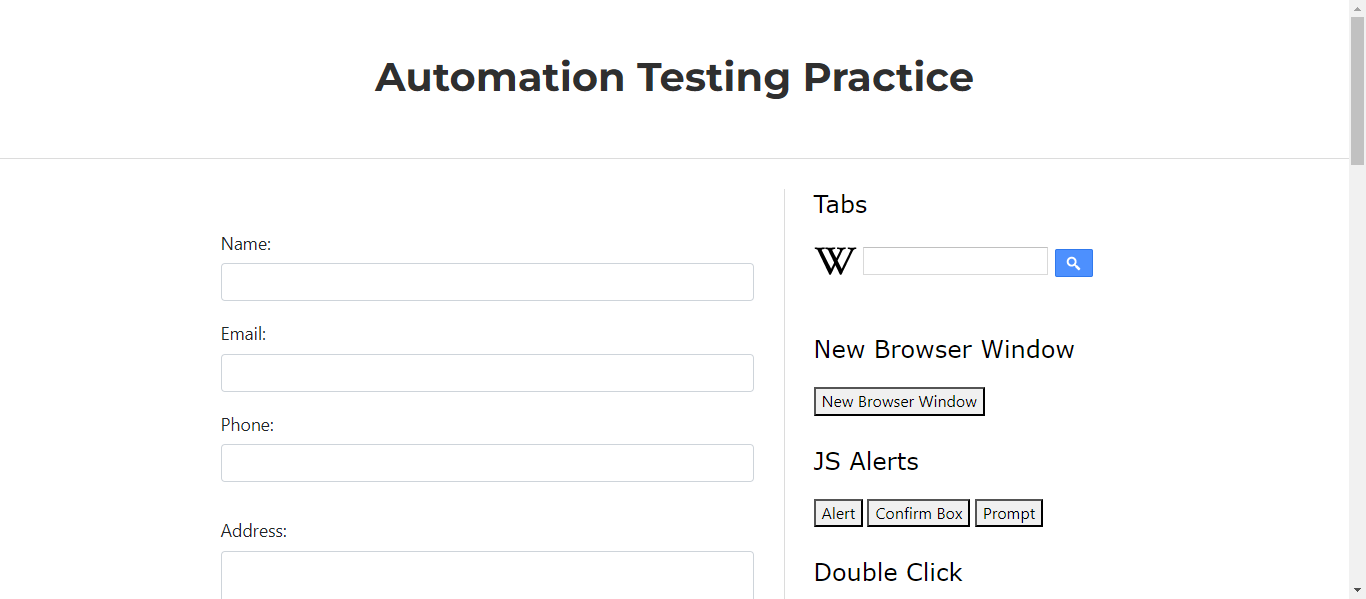 Automation Testing Practice
Name:
Email:
Phone:
Address:
Tabs
W
New Browser Window
New Browser Window
JS Alerts
Alert Confirm Box Prompt
Double Click